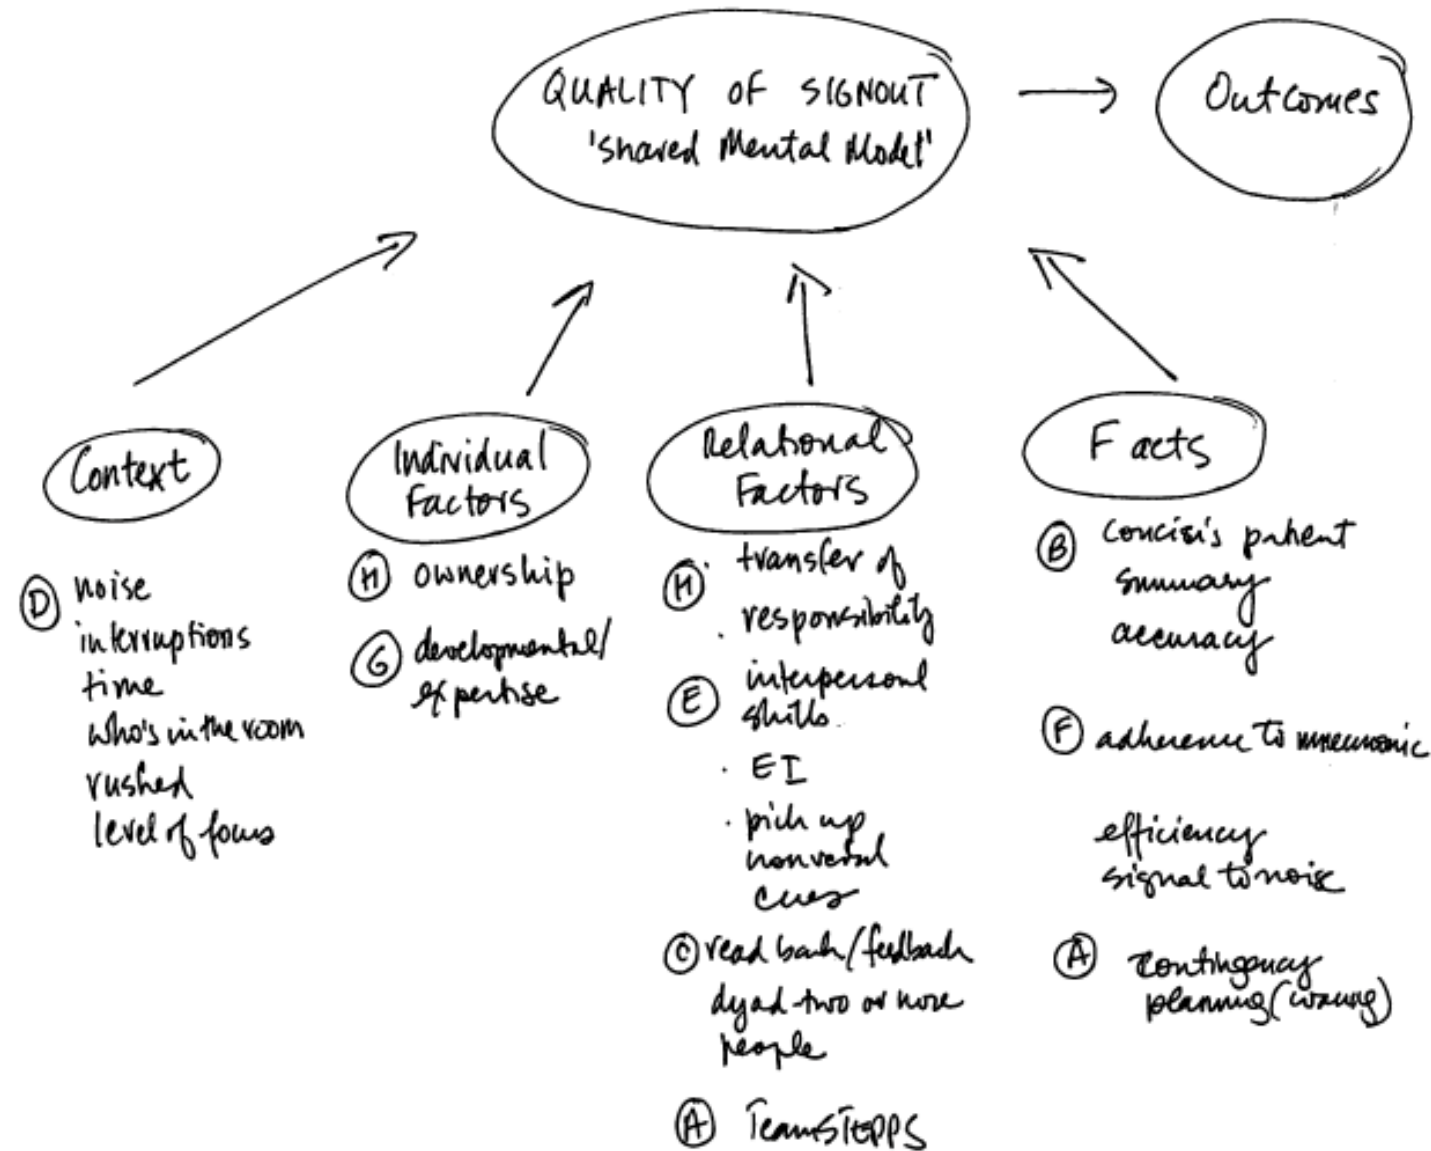 QUALITY OF SIGNOUT
'shared Mental Model'
Outcomes
Context
D noise
interruptions
time
who's in the room
rushed
level of focus
Individual
Factors
H ownership
G developmental/
expertise
Relational
Factors
H · transfer of
· responsibility
E interpersonal
skills
· EI
· pick up
nonverbal
cues
C read back/feedback
dyad-two or more
people
A TeamSTEPPS
Facts
B patient
summary
accuracy
F adherence to mnemonic
efficiency
signal to noise
A contingency
planning